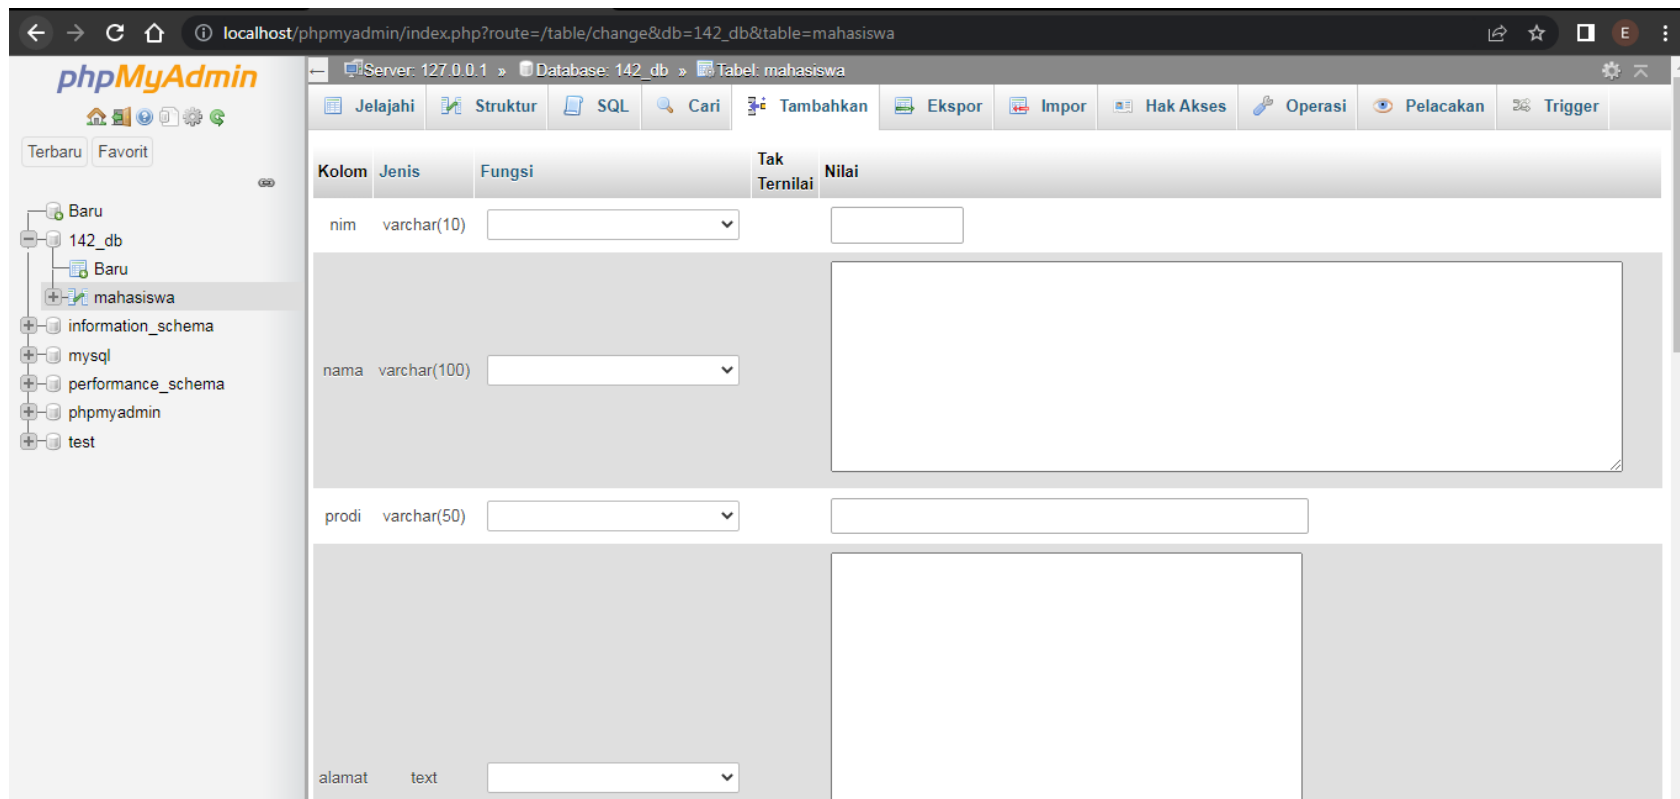 localhost/phpmyadmin/index.php?route=/table/change&db=142_db&table=mahasiswa
E
phpMyAdmin
Terbaru Favorit
Baru
142_db
Baru
mahasiswa
information_schema
mysql
performance_schema
phpmyadmin
test
Server: 127.0.0.1 » Database: 142_db » Tabel: mahasiswa
Jelajahi Struktur SQL Cari Tambahkan Ekspor Impor Hak Akses Operasi Pelacakan Trigger
Kolom Jenis Fungsi Tak Ternilai Nilai
nim varchar(10)
nama varchar(100)
prodi varchar(50)
alamat text